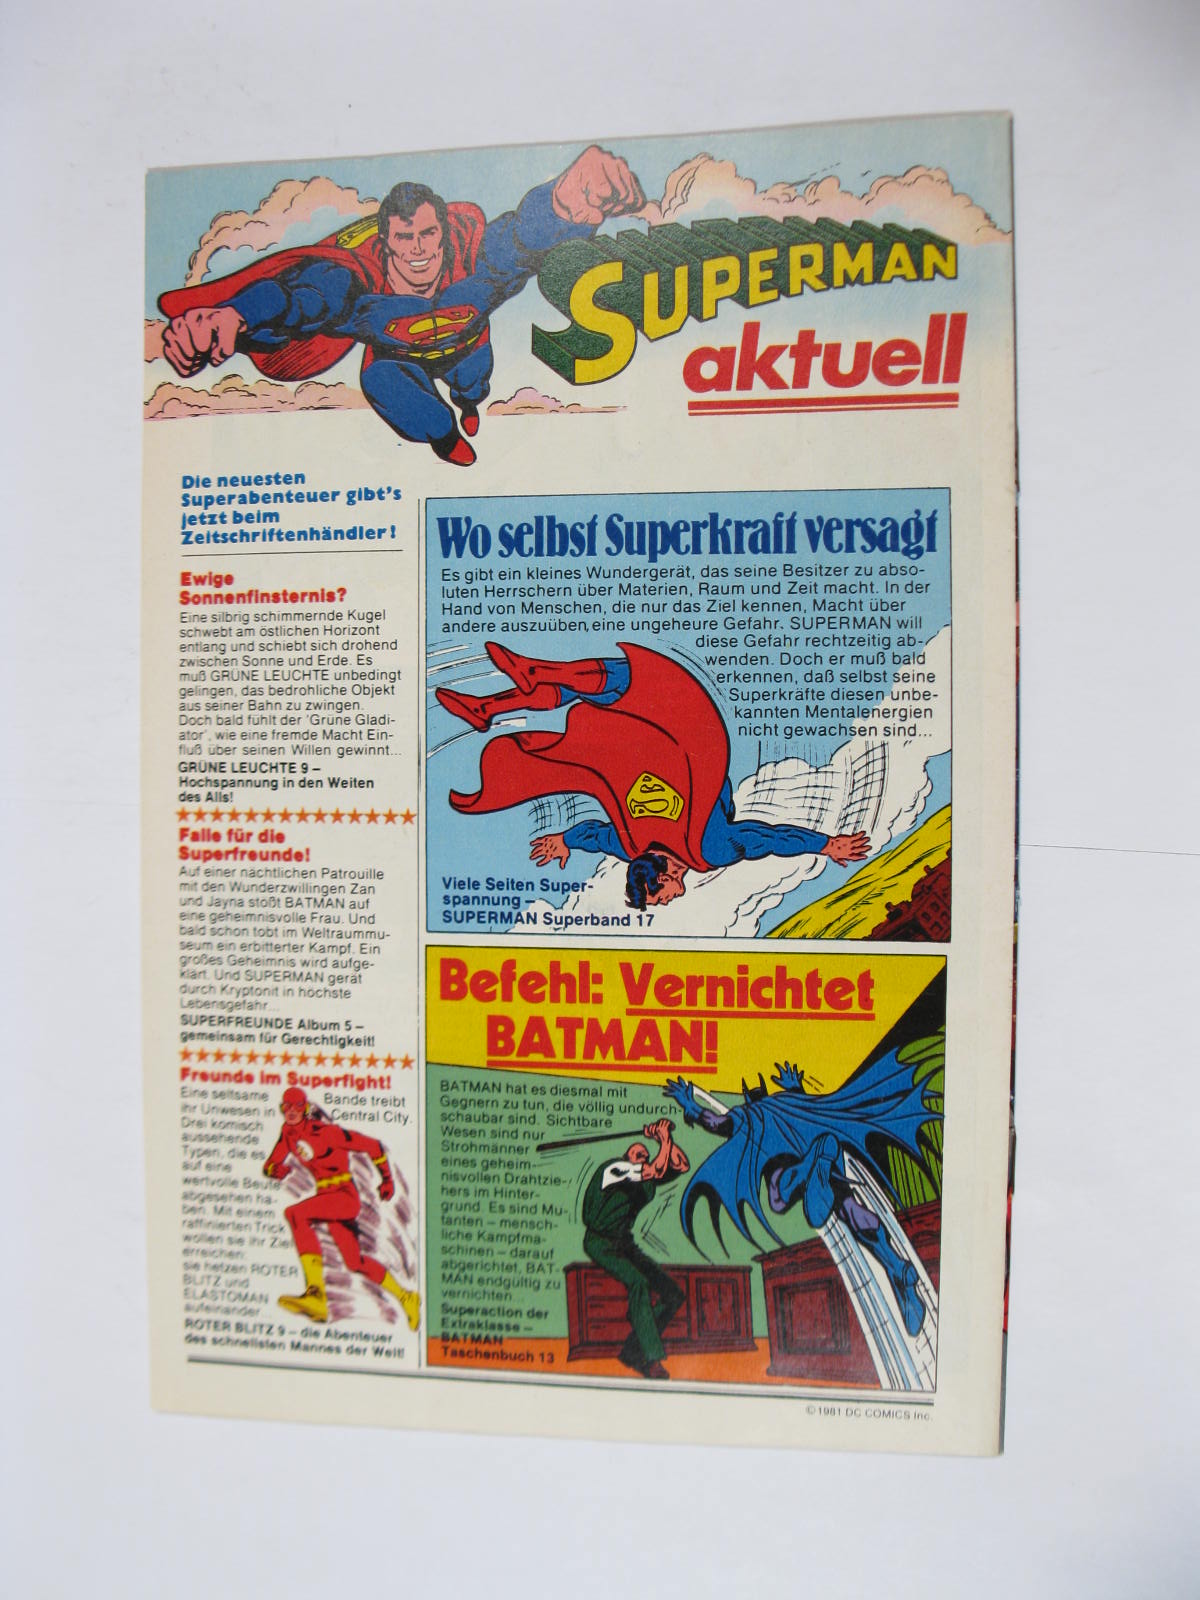 SUPERMAN
aktuell
Die neuesten
Superabenteuer gibt's
jetzt beim
Zeitschriftenhändler!
Ewige
Sonnenfinsternis?
Eine silbrig schimmernde Kugel
schwebt am östlichen Horizont
entlang und schiebt sich drohend
zwischen Sonne und Erde. Es
muß GRÜNE LEUCHTE unbedingt
gelingen, das bedrohliche Objekt
aus seiner Bahn zu zwingen.
Doch bald fühlt der 'Grüne Gladi-
ator', wie eine fremde Macht Ein-
fluß über seinen Willen gewinnt...
GRÜNE LEUCHTE 9 –
Hochspannung in den Weiten
des Alls!
Falle für die
Superfreunde!
Auf einer nächtlichen Patrouille
mit den Wunderzwillingen Zan
und Jayna stößt BATMAN auf
eine geheimnisvolle Frau. Und
bald schon tobt im Weltraummu-
seum ein erbitterter Kampf. Ein
großes Geheimnis wird aufge-
klärt. Und SUPERMAN gerät
durch Kryptonit in höchste
Lebensgefahr...
SUPERFREUNDE Album 5 –
gemeinsam für Gerechtigkeit!
Freunde im Superfight!
Eine seltsame Bande treibt
ihr Unwesen in Central City.
Drei komisch
aussehende
Typen, die es
auf eine
wertvolle Beute
abgesehen ha-
ben. Mit einem
raffinierten Trick
wollen sie ihr Ziel
erreichen:
sie hetzen ROTER
BLITZ und
ELASTOMAN
aufeinander...
ROTER BLITZ 9 – die Abenteuer
des schnellsten Mannes der Welt!
Wo selbst Superkraft versagt
Es gibt ein kleines Wundergerät, das seine Besitzer zu abso-
luten Herrschern über Materien, Raum und Zeit macht. In der
Hand von Menschen, die nur das Ziel kennen, Macht über
andere auszuüben, eine ungeheure Gefahr. SUPERMAN will
diese Gefahr rechtzeitig ab-
wenden. Doch er muß bald
erkennen, daß selbst seine
Superkräfte diesen unbe-
kannten Mentalenergien
nicht gewachsen sind...
Viele Seiten Super-
spannung –
SUPERMAN Superband 17
Befehl: Vernichtet
BATMAN!
BATMAN hat es diesmal mit
Gegnern zu tun, die völlig undurch-
schaubar sind. Sichtbare
Wesen sind nur
Strohmänner
eines geheim-
nisvollen Drahtzie-
hers im Hinter-
grund. Es sind Mu-
tanten – mensch-
liche Kampfma-
schinen – darauf
abgerichtet, BAT-
MAN endgültig zu
vernichten...
Superaction der
Extraklasse –
BATMAN
Taschenbuch 13
© 1981 DC COMICS Inc.